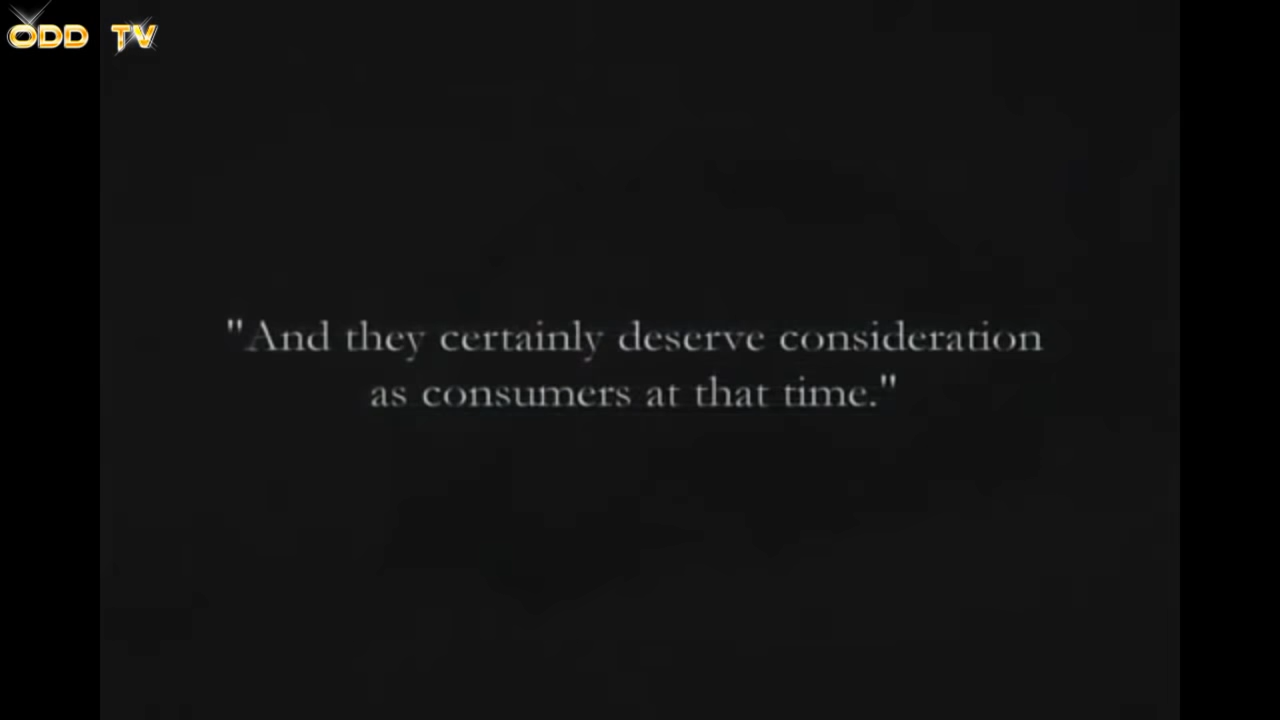 ODD TV
"And they certainly deserve consideration
as consumers at that time."